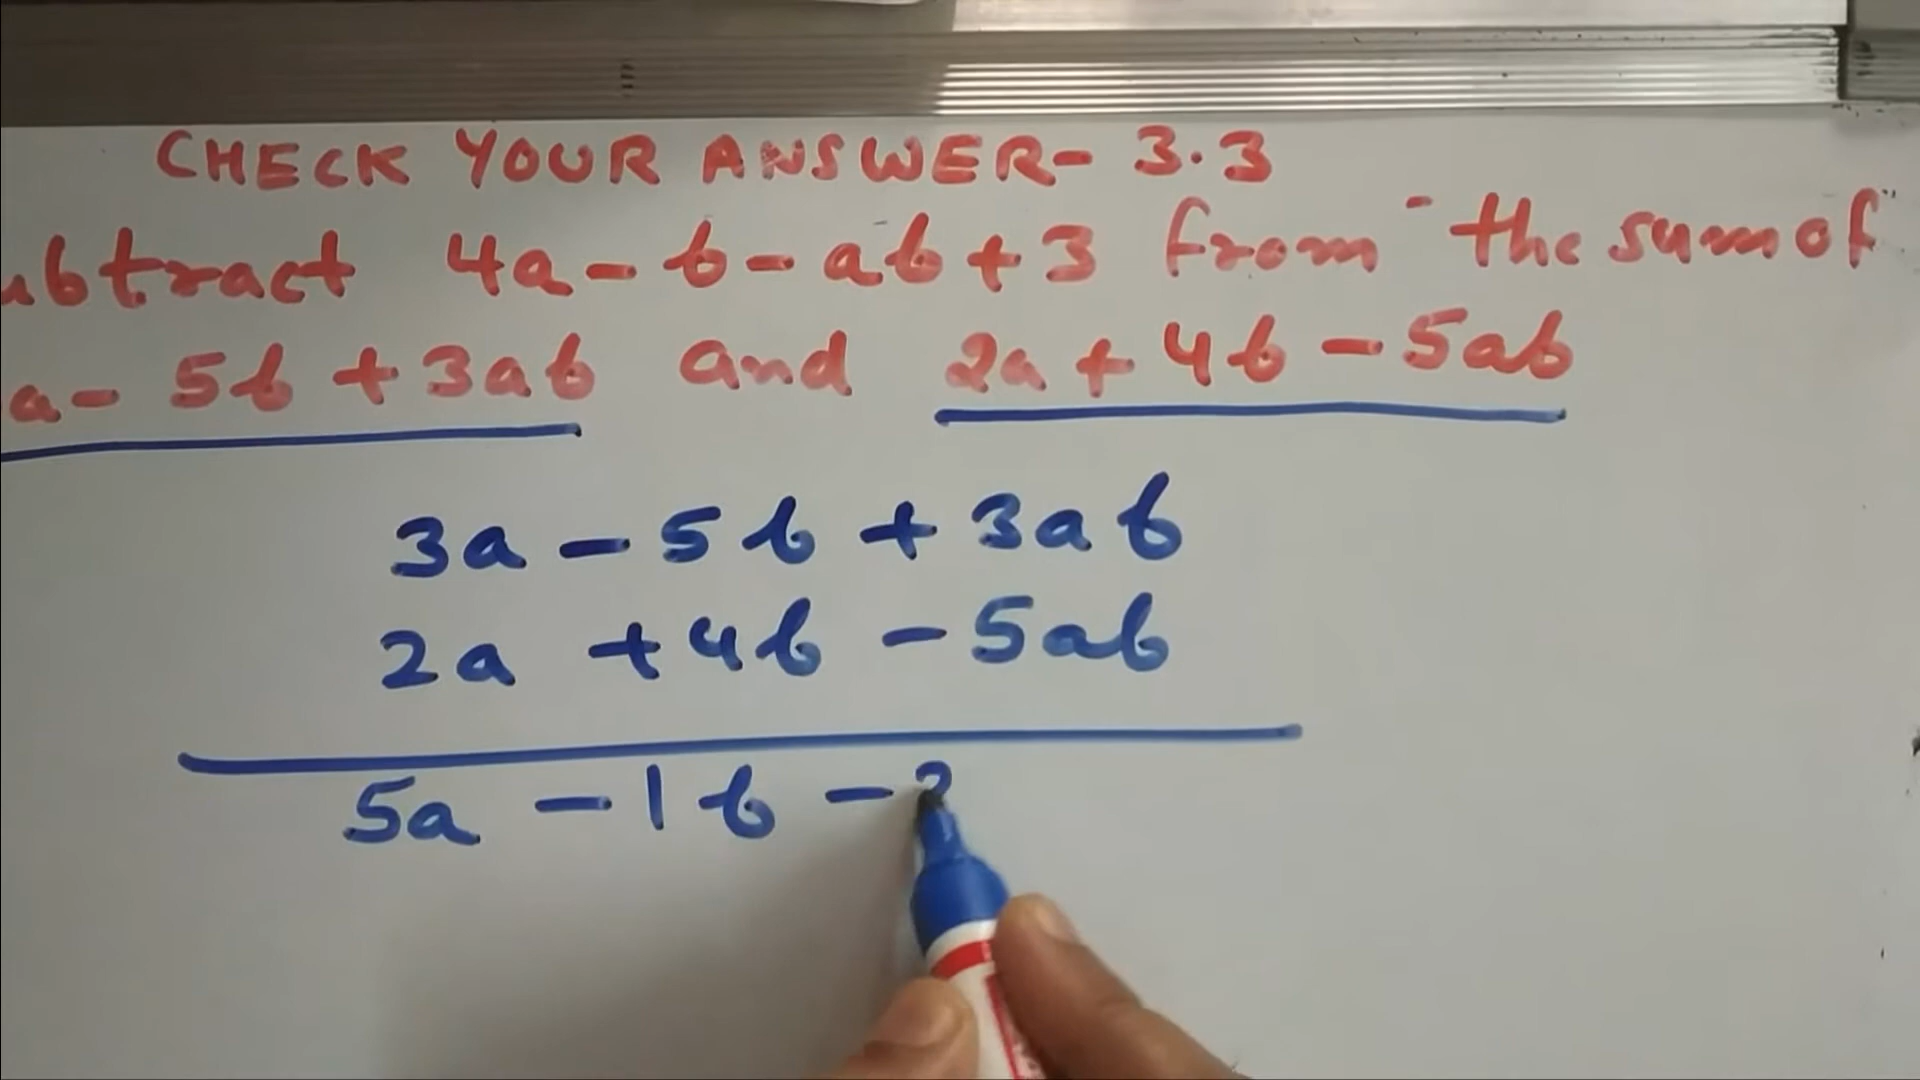 CHECK YOUR ANSWER- 3.3
ubtract 4a - b - ab + 3 from "the sum of"
a - 5b + 3ab and 2a + 4b - 5ab
3a - 5b + 3ab
2a + 4b - 5ab
5a - 1b - 2